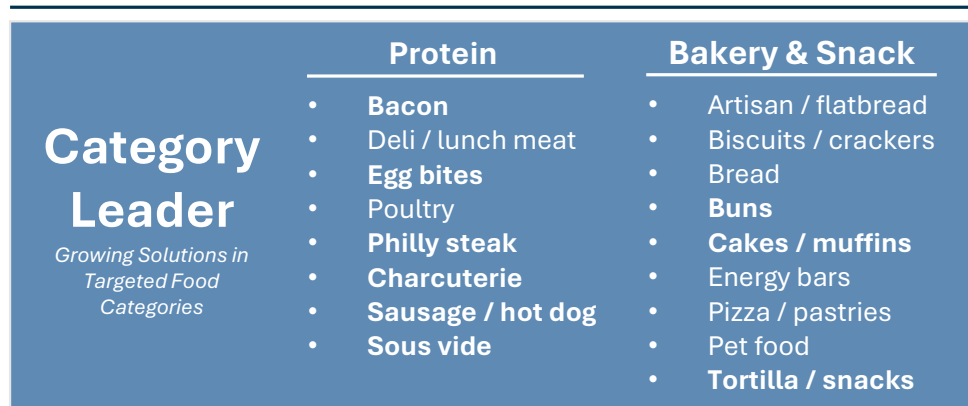 Category
Leader
Growing Solutions in
Targeted Food
Categories
Protein
• Bacon
• Deli / lunch meat
• Egg bites
• Poultry
• Philly steak
• Charcuterie
• Sausage / hot dog
• Sous vide
Bakery & Snack
• Artisan / flatbread
• Biscuits / crackers
• Bread
• Buns
• Cakes / muffins
• Energy bars
• Pizza / pastries
• Pet food
• Tortilla / snacks